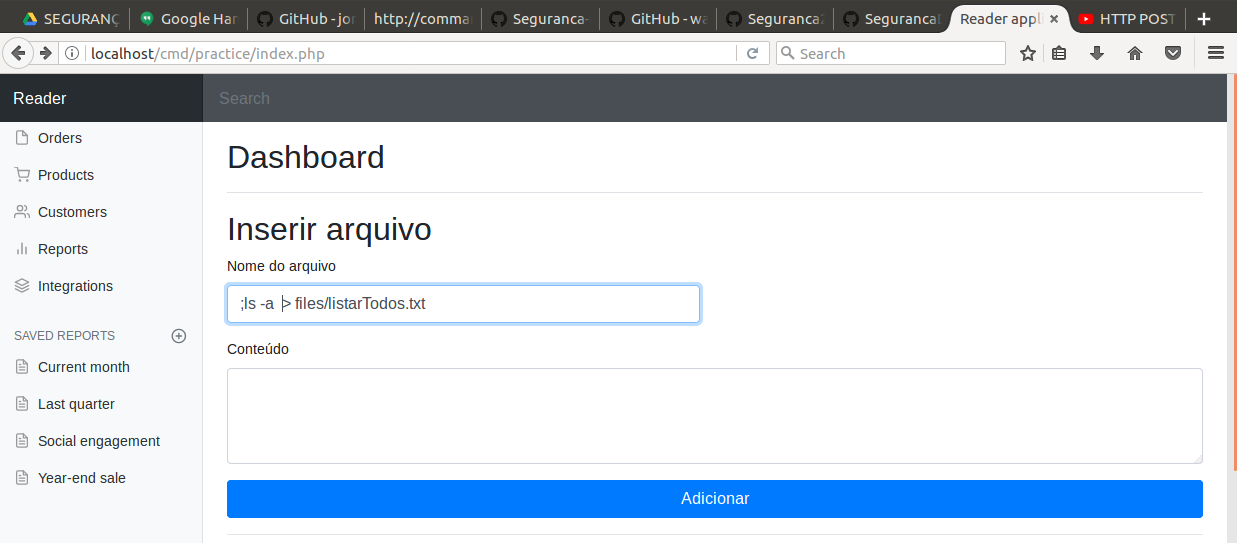 SEGURANÇ
Google Han
GitHub - jor
http://comma
Seguranca-
GitHub - wa
Seguranca2
Seguranca
Reader appli
HTTP POST
localhost/cmd/practice/index.php
Search
Reader
Search
Orders
Products
Customers
Reports
Integrations
SAVED REPORTS
Current month
Last quarter
Social engagement
Year-end sale
Dashboard
Inserir arquivo
Nome do arquivo
;ls -a > files/listarTodos.txt
Conteúdo
Adicionar